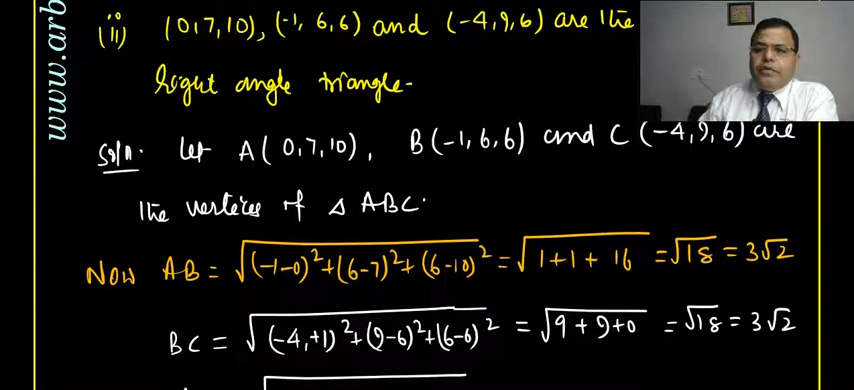 www.arb
(ii) (0,7,10), (-1, 6,6) and (-4,9,6) are the
Right angle triangle-
Soln. Let A(0,7,10), B(-1,6,6) and C(-4,9,6) are
the vertices of △ ABC.
Now AB = √(-1-0)²+(6-7)²+(6-10)² = √1+1+16 = √18 = 3√2
BC = √(-4,+1)²+(9-6)²+(6-6)² = √9+9+0 = √18 = 3√2